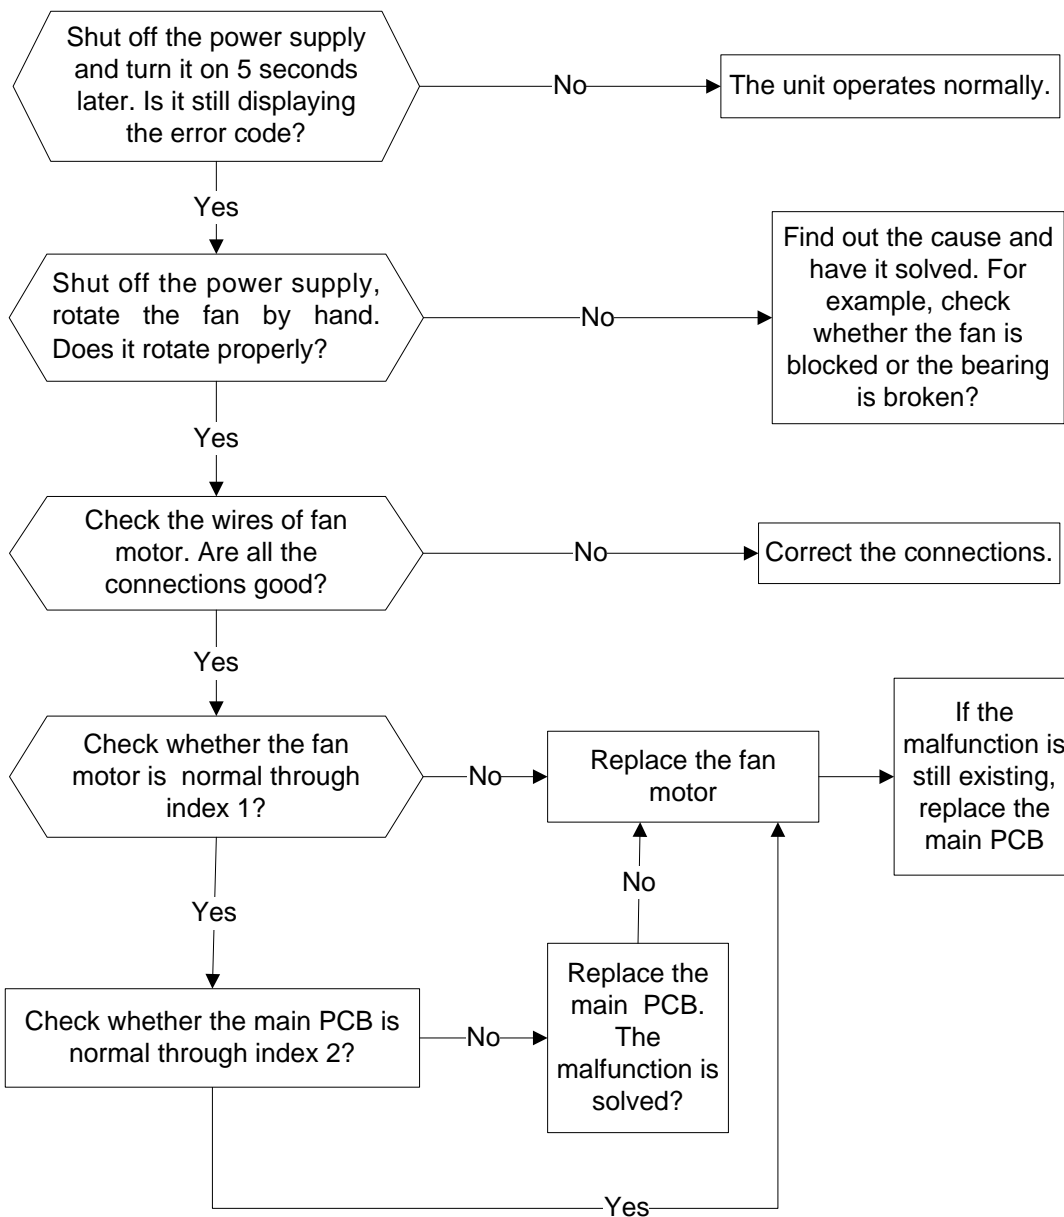 Shut off the power supply
and turn it on 5 seconds
later. Is it still displaying
the error code?
No
The unit operates normally.
Yes
Shut off the power supply,
rotate the fan by hand.
Does it rotate properly?
No
Find out the cause and
have it solved. For
example, check
whether the fan is
blocked or the bearing
is broken?
Yes
Check the wires of fan
motor. Are all the
connections good?
No
Correct the connections.
Yes
Check whether the fan
motor is normal through
index 1?
No
Replace the fan
motor
If the
malfunction is
still existing,
replace the
main PCB
Yes
No
Check whether the main PCB is
normal through index 2?
No
Replace the
main PCB.
The
malfunction is
solved?
Yes